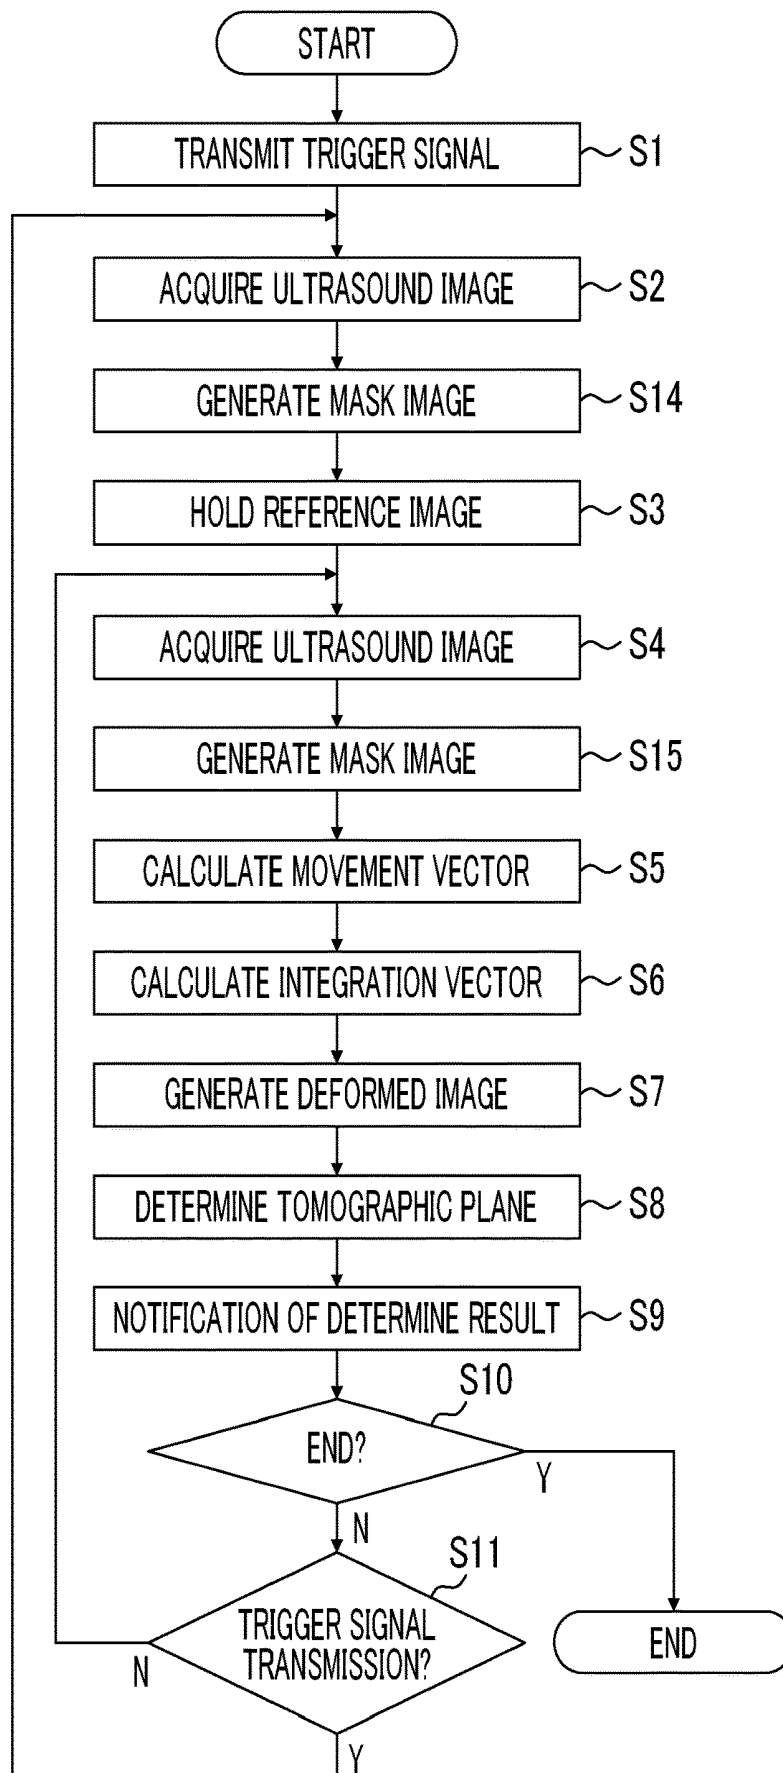 START
TRANSMIT TRIGGER SIGNAL S1
ACQUIRE ULTRASOUND IMAGE S2
GENERATE MASK IMAGE S14
HOLD REFERENCE IMAGE S3
ACQUIRE ULTRASOUND IMAGE S4
GENERATE MASK IMAGE S15
CALCULATE MOVEMENT VECTOR S5
CALCULATE INTEGRATION VECTOR S6
GENERATE DEFORMED IMAGE S7
DETERMINE TOMOGRAPHIC PLANE S8
NOTIFICATION OF DETERMINE RESULT S9
S10
END?
Y
N
S11
TRIGGER SIGNAL
TRANSMISSION?
N
END
Y